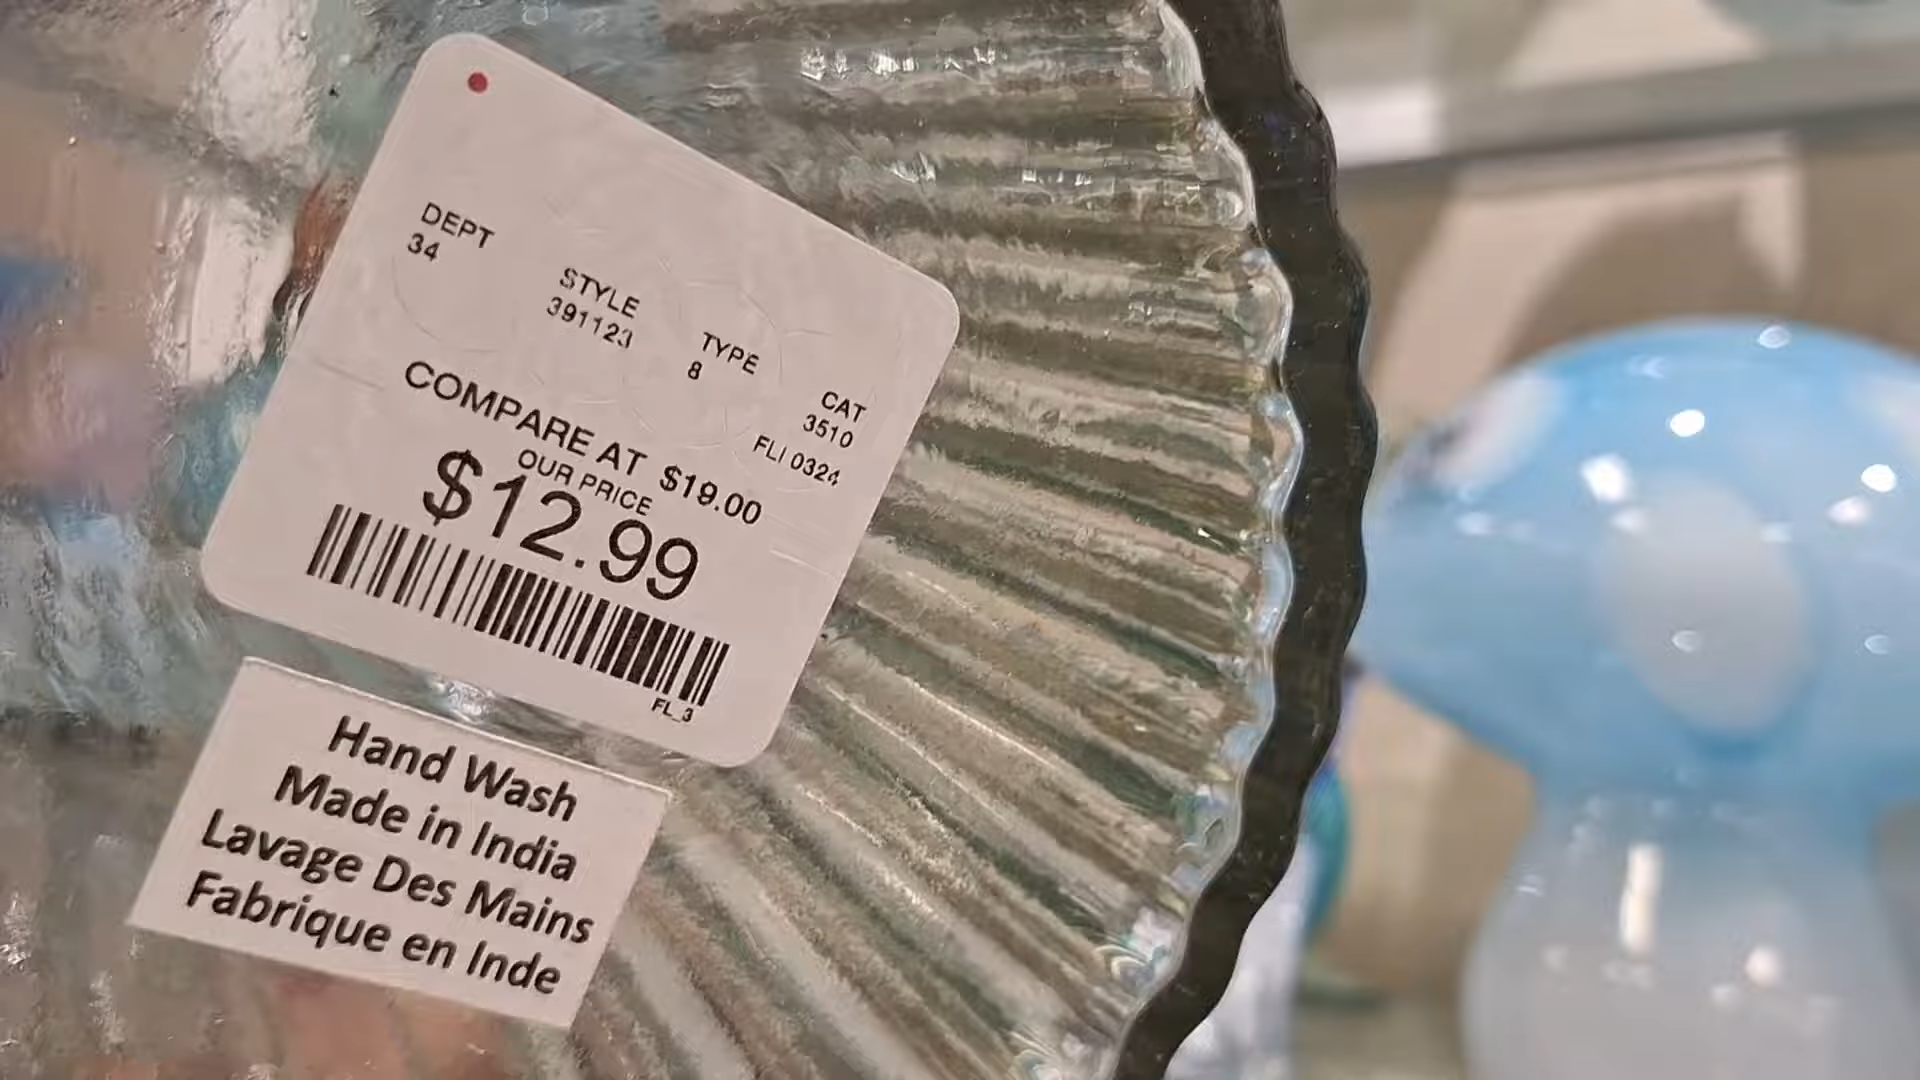 DEPT
34
STYLE
391123
TYPE
8
CAT
3510
FLI 0324
COMPARE AT $19.00
OUR PRICE
$12.99
FL_3
Hand Wash
Made in India
Lavage Des Mains
Fabrique en Inde